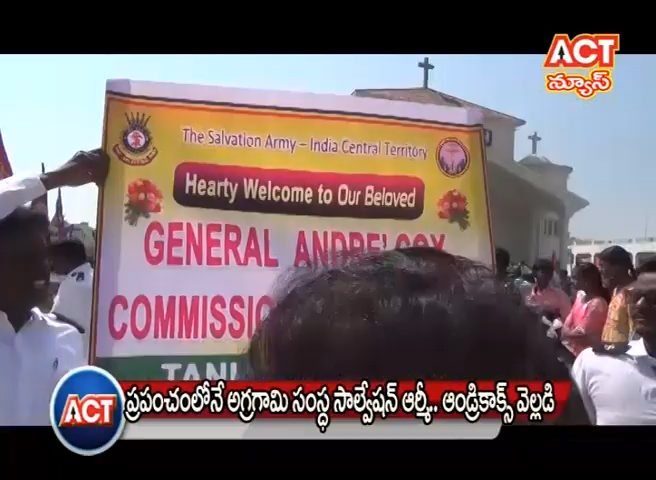 ACT
న్యూస్
The Salvation Army – India Central Territory
Hearty Welcome to Our Beloved
GENERAL ANDRE' COX
COMMISSIO
TANU
ACT
ప్రపంచంలోనే అగ్రగామి సంస్థ సాల్వేషన్ ఆర్మీ.. ఆండ్రికాక్స్ వెల్లడి